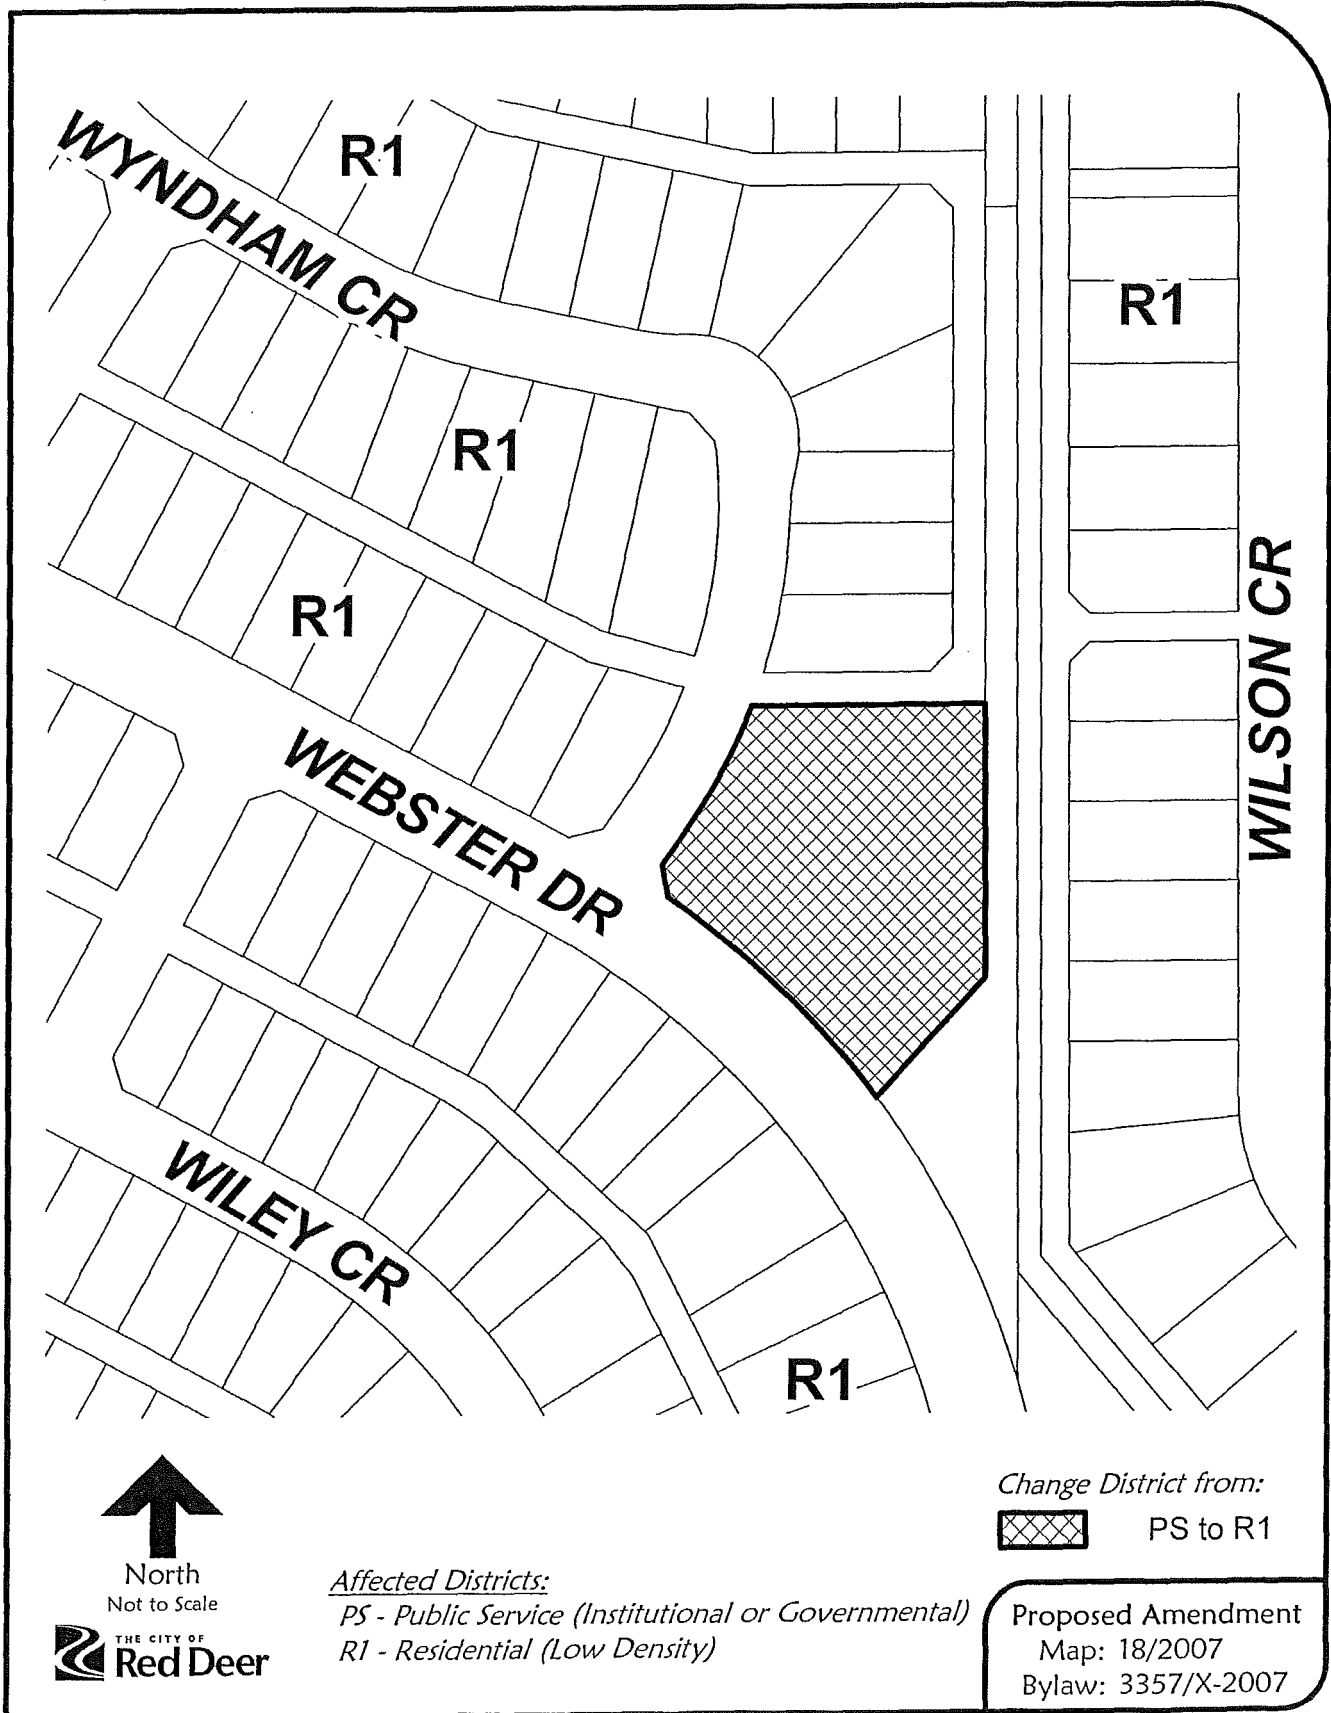 WYNDHAM CR
R1
R1
R1
R1
WEBSTER DR
WILSON CR
WILEY CR
R1
North
Not to Scale
THE CITY OF
Red Deer
Affected Districts:
PS - Public Service (Institutional or Governmental)
R1 - Residential (Low Density)
Change District from:
PS to R1
Proposed Amendment
Map: 18/2007
Bylaw: 3357/X-2007